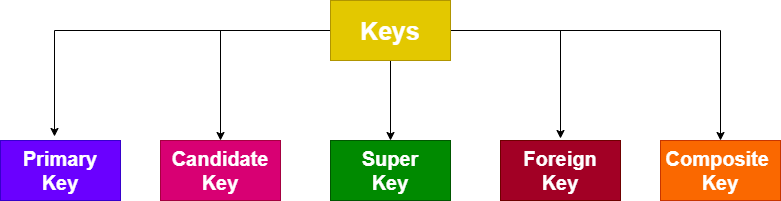 Keys
Primary
Key
Candidate
Key
Super
Key
Foreign
Key
Composite
Key